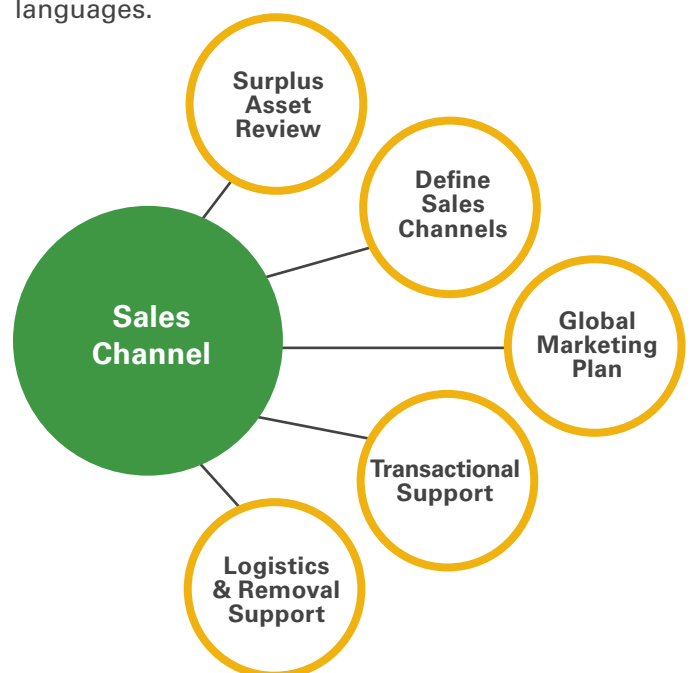 languages.
Surplus
Asset
Review
Define
Sales
Channels
Sales
Channel
Global
Marketing
Plan
Transactional
Support
Logistics
& Removal
Support